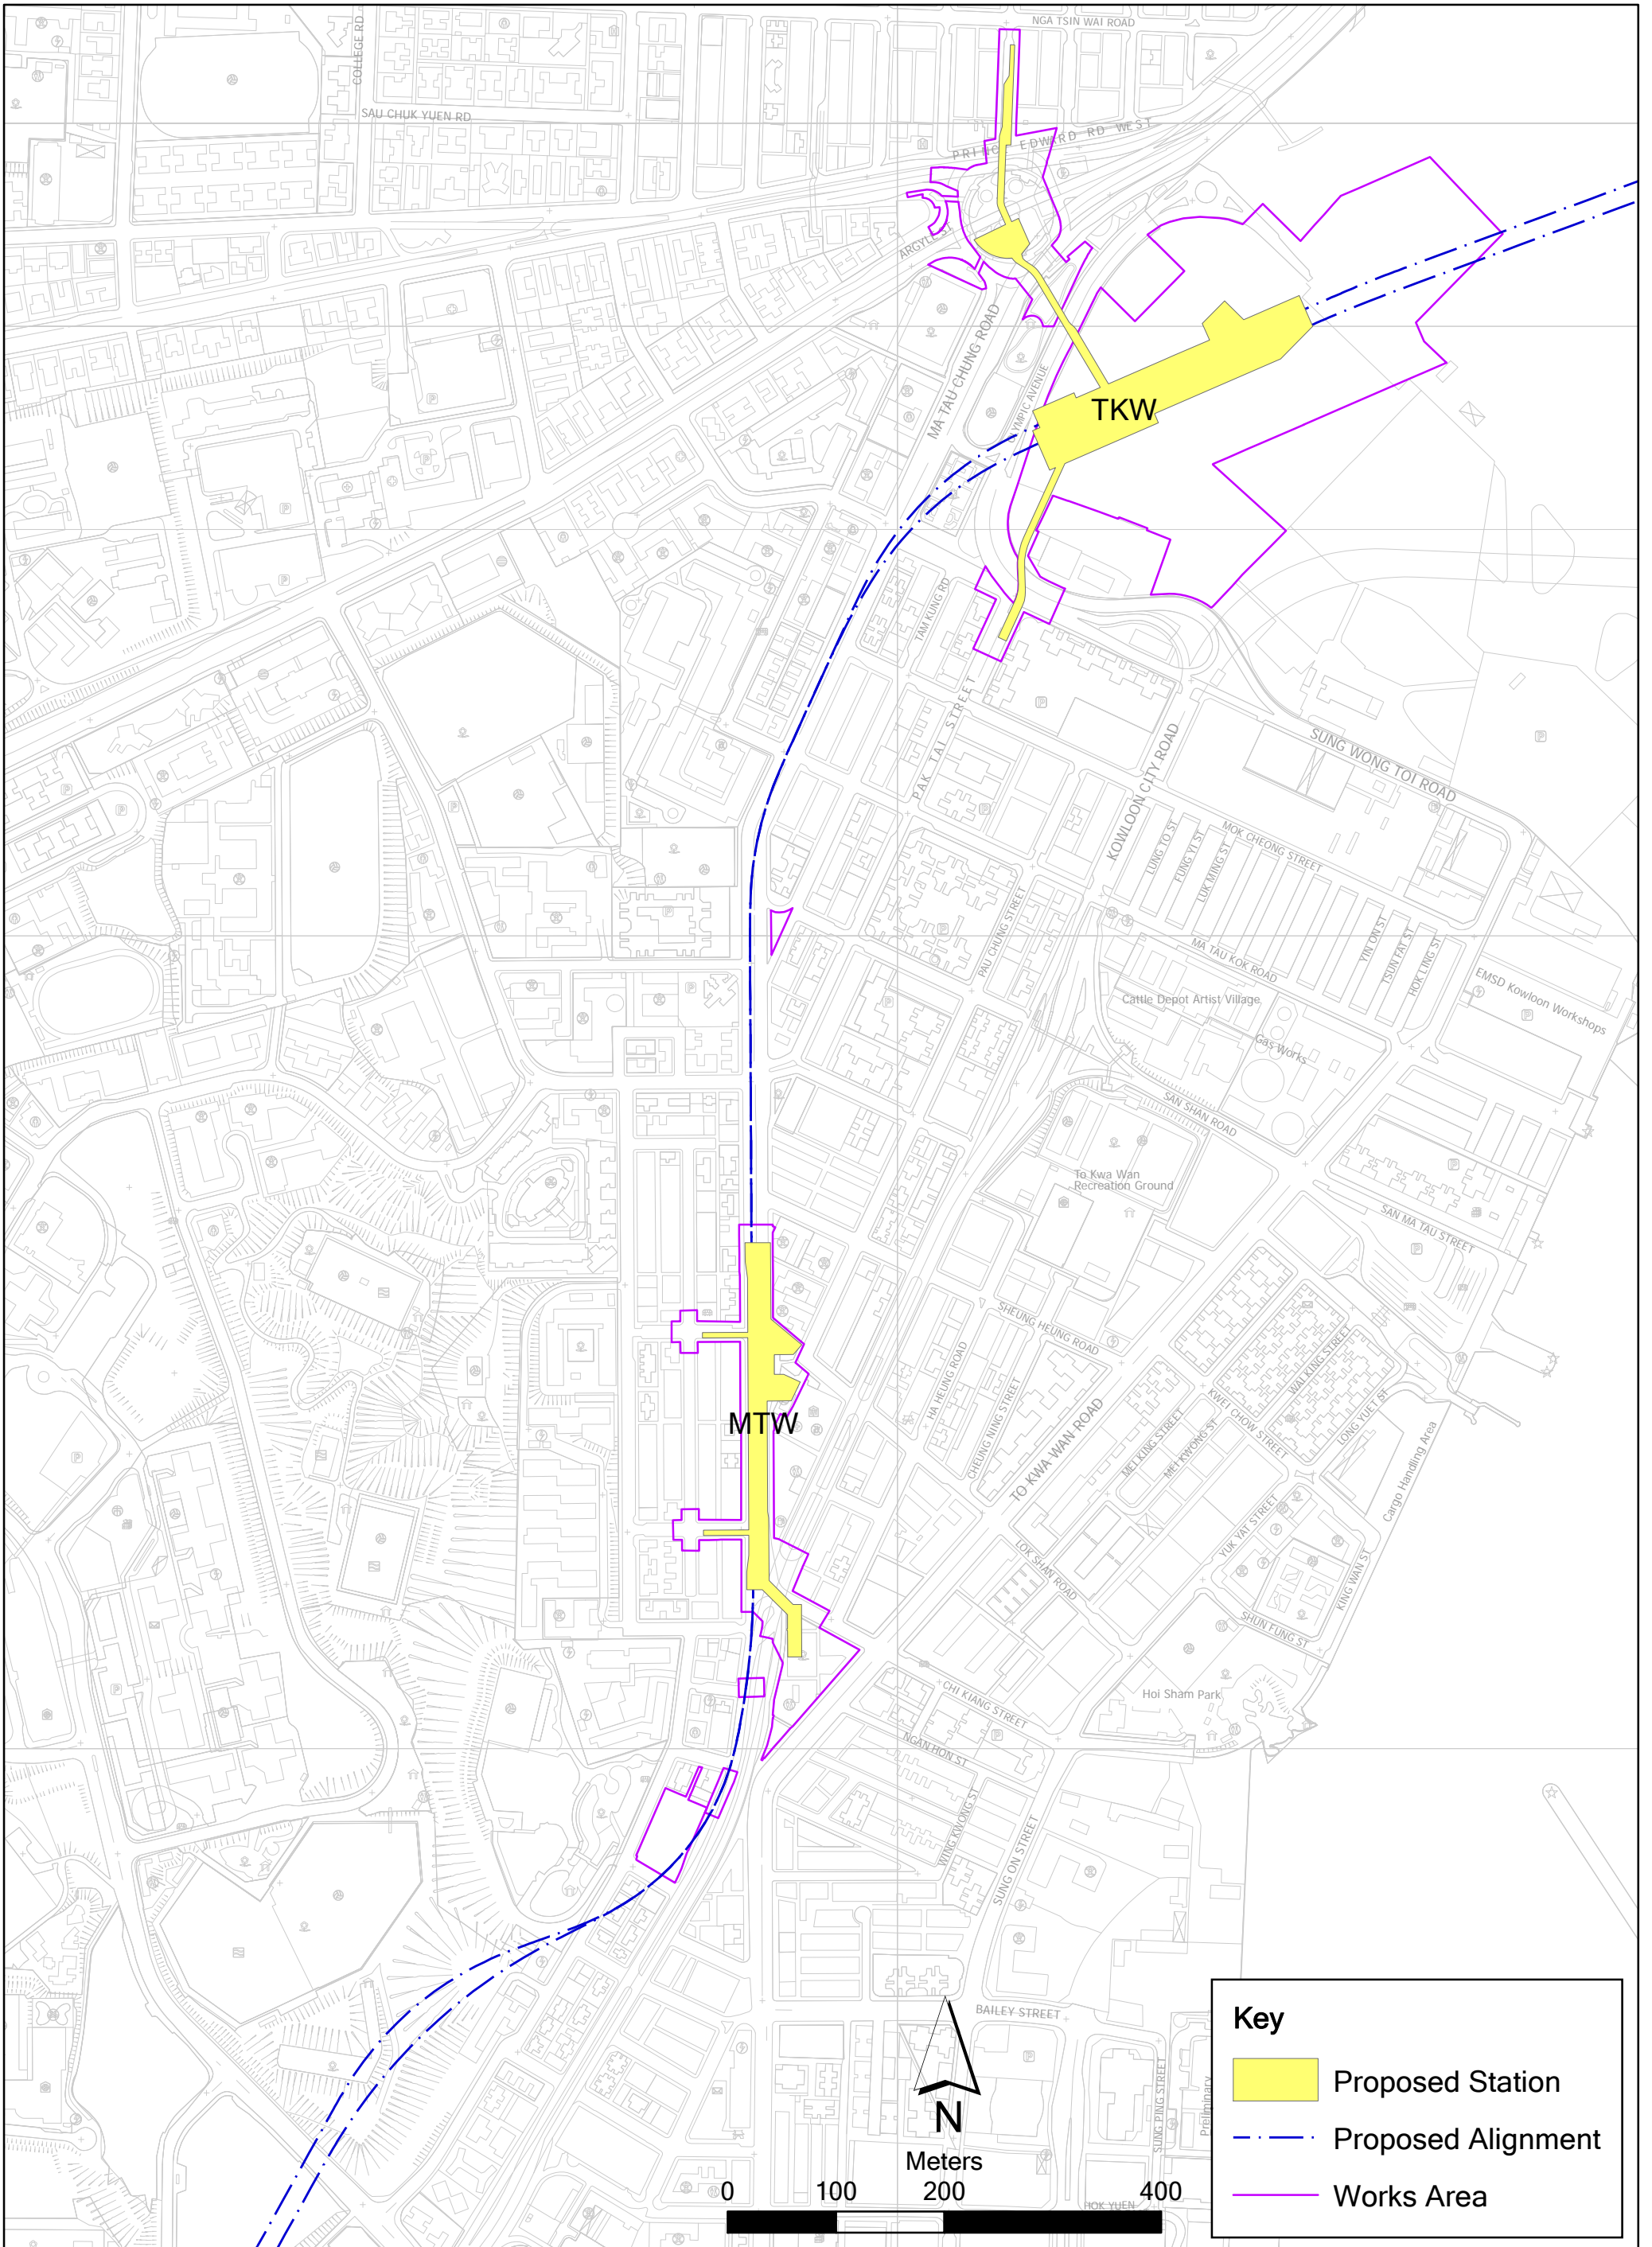 NGA TSIN WAI ROAD
COLLEGE RD
SAU CHUK YUEN RD
PRINCE EDWARD RD WEST
ARGYLE ST
MA TAU CHUNG ROAD
OLYMPIC AVENUE
TKW
TAM KUNG RD
PAK TAI STREET
SUNG WONG TOI ROAD
KOWLOON CITY ROAD
LUNG TO ST
FUNG YI ST
LUK MING ST
MOK CHEONG STREET
PAU CHUNG STREET
MA TAU KOK ROAD
YIN ON ST
TSUN FAT ST
HOK LING ST
EMSD Kowloon Workshops
Cattle Depot Artist Village
Gas Works
SAN SHAN ROAD
To Kwa Wan
Recreation Ground
SAN MA TAU STREET
SHEUNG HEUNG ROAD
HA HEUNG ROAD
CHEUNG NING STREET
TO KWA WAN ROAD
MEI KING STREET
MEI KWONG ST
KWEI CHOW STREET
WAI KING STREET
LONG YUET ST
Cargo Handling Area
MTW
LOK SHAN ROAD
YUK YAT STREET
KING WAN ST
SHUN FUNG ST
Hoi Sham Park
CHI KIANG STREET
NGAN HON ST
WING KWONG ST
SUNG ON STREET
BAILEY STREET
SUNG PING STREET
Preliminary
HOK YUEN
N
Meters
0 100 200 400
Key
Proposed Station
Proposed Alignment
Works Area